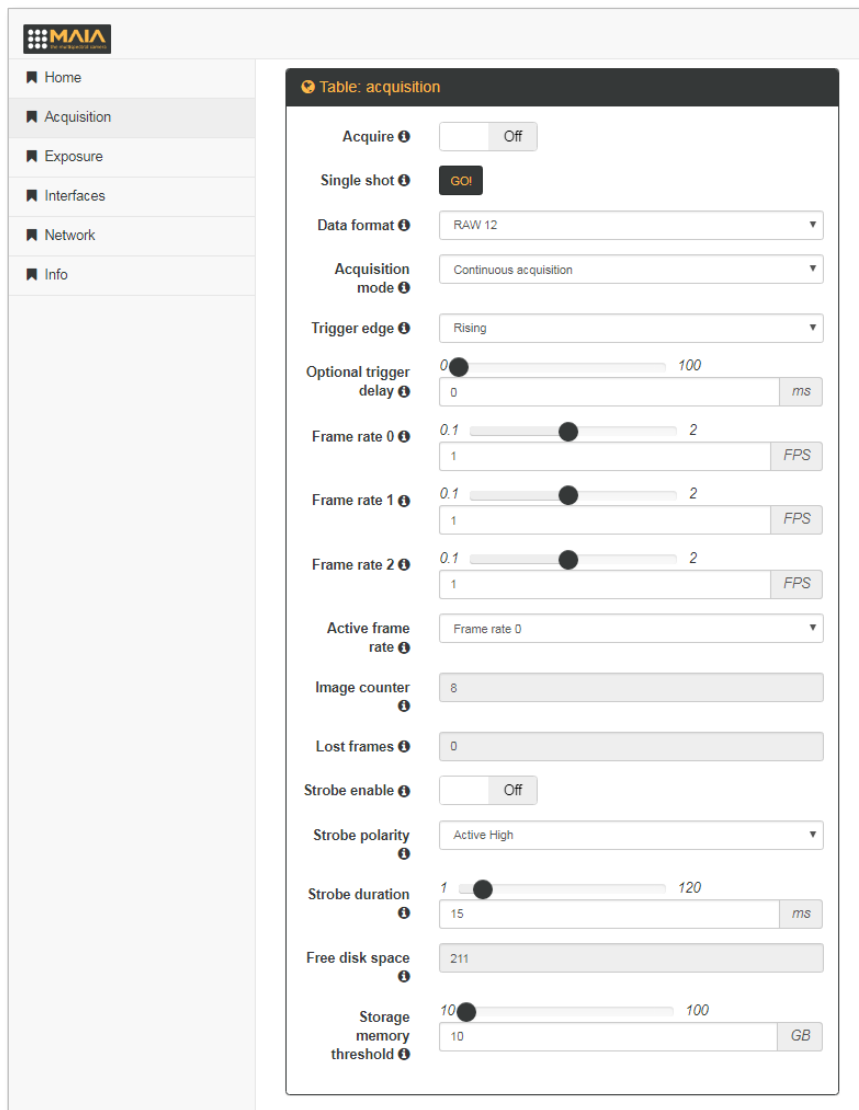 MAIA
the multispectral camera
Home
Acquisition
Exposure
Interfaces
Network
Info
Table: acquisition
Acquire
Off
Single shot
GO!
Data format
RAW 12
Acquisition
mode
Continuous acquisition
Trigger edge
Rising
Optional trigger
delay
0 100
0 ms
Frame rate 0
0.1 2
1 FPS
Frame rate 1
0.1 2
1 FPS
Frame rate 2
0.1 2
1 FPS
Active frame
rate
Frame rate 0
Image counter
8
Lost frames
0
Strobe enable
Off
Strobe polarity
Active High
Strobe duration
1 120
15 ms
Free disk space
211
Storage
memory
threshold
10 100
10 GB